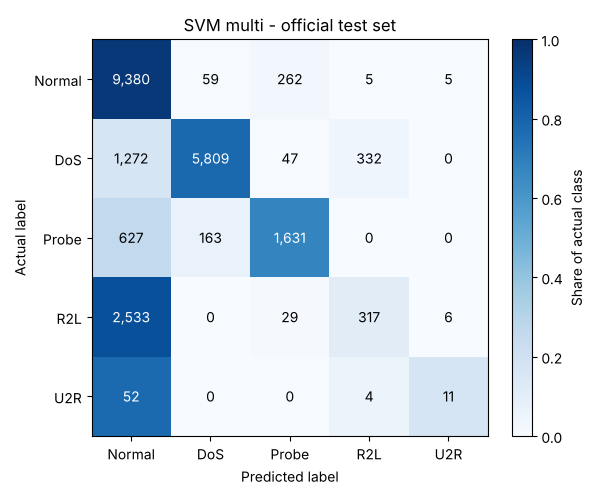 SVM multi - official test set
Actual label
Normal 9,380 59 262 5 5
DoS 1,272 5,809 47 332 0
Probe 627 163 1,631 0 0
R2L 2,533 0 29 317 6
U2R 52 0 0 4 11
Normal DoS Probe R2L U2R
Predicted label
1.0
0.8
0.6
0.4
0.2
0.0
Share of actual class